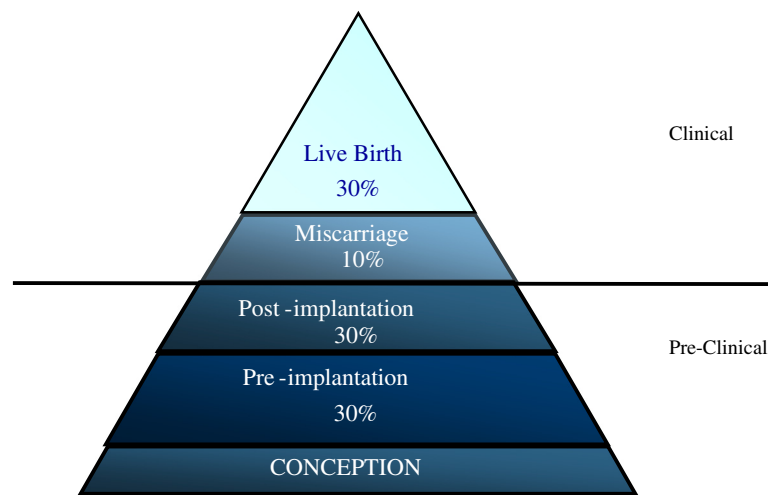 Clinical
Live Birth
30%
Miscarriage
10%
Post -implantation
30%
Pre-Clinical
Pre -implantation
30%
CONCEPTION